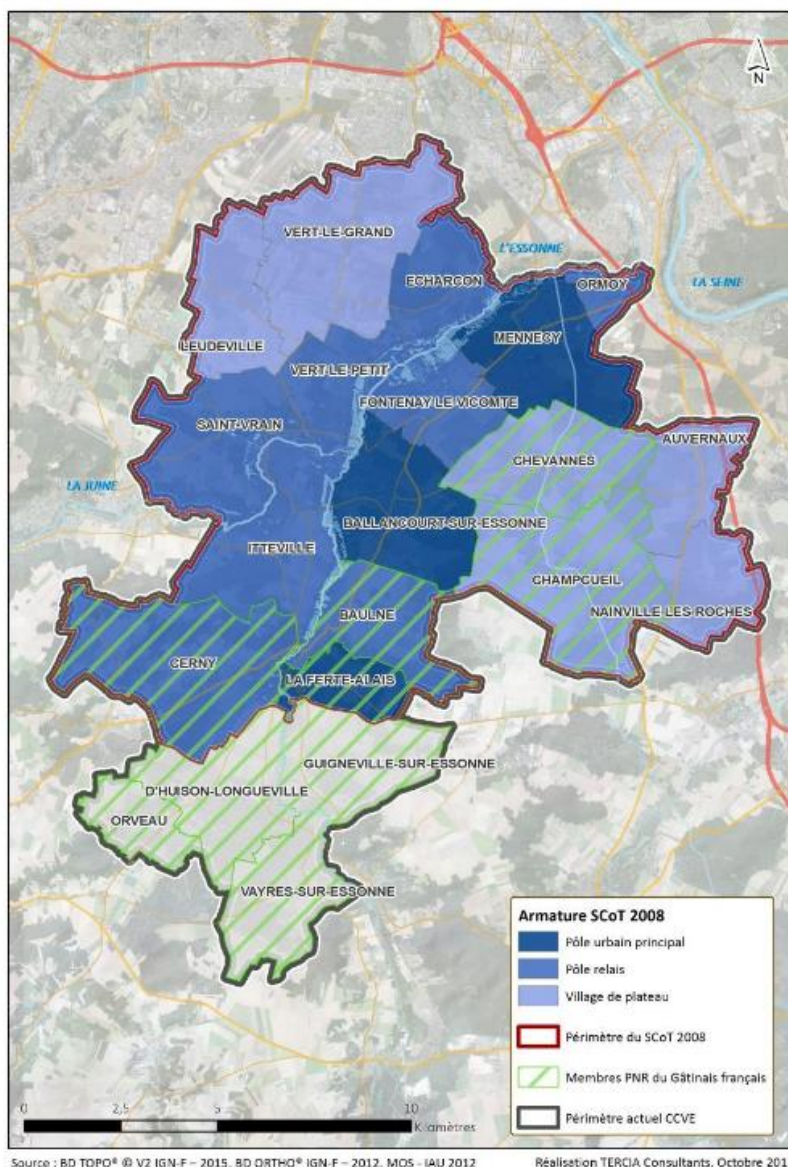 N
VERT-LE-GRAND
L'ESSONNE
ECHARCON
ORMOY
LA SEINE
MENNECY
LEUDEVILLE
VERT-LE-PETIT
FONTENAY-LE-VICOMTE
SAINT-VRAIN
AUVERNAUX
CHEVANNES
LA JUINE
BALLANCOURT-SUR-ESSONNE
ITTEVILLE
CHAMPCUEIL
NAINVILLE-LES-ROCHES
BAULNE
CERNY
LA FERTE-ALAIS
GUIGNEVILLE-SUR-ESSONNE
D'HUISON-LONGUEVILLE
ORVEAU
VAYRES-SUR-ESSONNE
Armature SCoT 2008
Pôle urbain principal
Pôle relais
Village de plateau
Périmètre du SCoT 2008
Membres PNR du Gâtinais français
Périmètre actuel CCVE
0 2,5 5 10
Kilomètres
Source : BD TOPO® © V2 IGN-F – 2015, BD ORTHO® IGN-F – 2012, MOS - IAU 2012 Réalisation TERCIA Consultants, Octobre